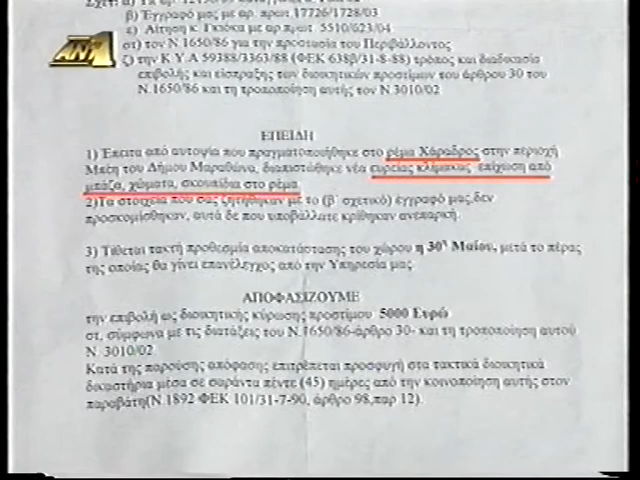 β) Έγγραφό μας με αρ. πρωτ.17726/1728/03
ε) Αίτηση κ. Γκιόκα με αρ πρωτ. 5510/623/04
στ) τον Ν.1650/86 για την προστασία του Περιβάλλοντος
ζ) την Κ.Υ.Α 59388/3363/88 (ΦΕΚ 638β/31-8-88) τρόπος και διαδικασία
επιβολής και είσπραξης των διοικητικών προστίμων του άρθρου 30 του
Ν.1650/86 και τη τροποποίηση αυτής τον Ν.3010/02
ΑΝΤ1
ΕΠΕΙΔΗ
1) Έπειτα από αυτοψία που πραγματοποιήθηκε στο ρέμα Χάραδρος στην περιοχή
Μπέη του Δήμου Μαραθώνα, διαπιστώθηκε νέα ευρείας κλίμακας επίχωση από
μπάζα, χώματα, σκουπίδια στο ρέμα.
2)Τα στοιχεία που σας ζητήθηκαν με το (β΄ σχετικό) έγγραφό μας,δεν
προσκομίσθηκαν, αυτά δε που υποβάλλατε κρίθηκαν ανεπαρκή.
3) Τίθεται τακτή προθεσμία αποκατάστασης του χώρου η 30η Μαίου, μετά το πέρας
της οποίας θα γίνει επανέλεγχος από την Υπηρεσία μας.
ΑΠΟΦΑΣΙΖΟΥΜΕ
την επιβολή ως διοικητικής κύρωσης προστίμου 5000 Ευρώ
στ, σύμφωνα με τις διατάξεις του Ν.1650/86-άρθρο 30- και τη τροποποίηση αυτού
Ν. 3010/02.
Κατά της παρούσης απόφασης επιτρέπεται προσφυγή στα τακτικά διοικητικά
δικαστήρια μέσα σε σαράντα πέντε (45) ημέρες από την κοινοποίηση αυτής στον
παραβάτη(Ν.1892 ΦΕΚ 101/31-7-90, άρθρο 98,παρ 12).